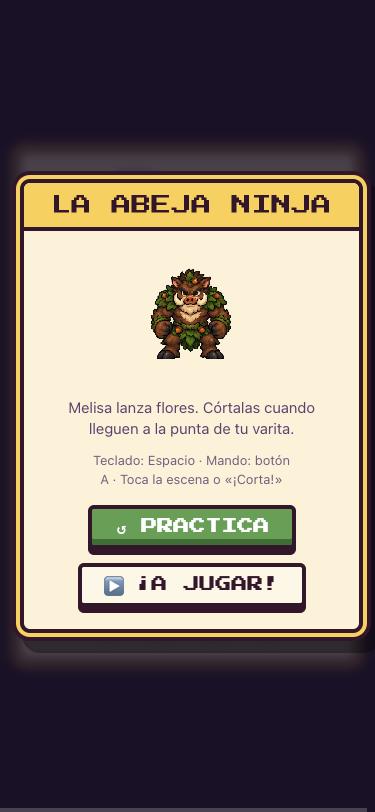 LA ABEJA NINJA
Melisa lanza flores. Córtalas cuando
lleguen a la punta de tu varita.
Teclado: Espacio · Mando: botón
A · Toca la escena o «¡Corta!»
↺ PRACTICA
▶️ ¡A JUGAR!